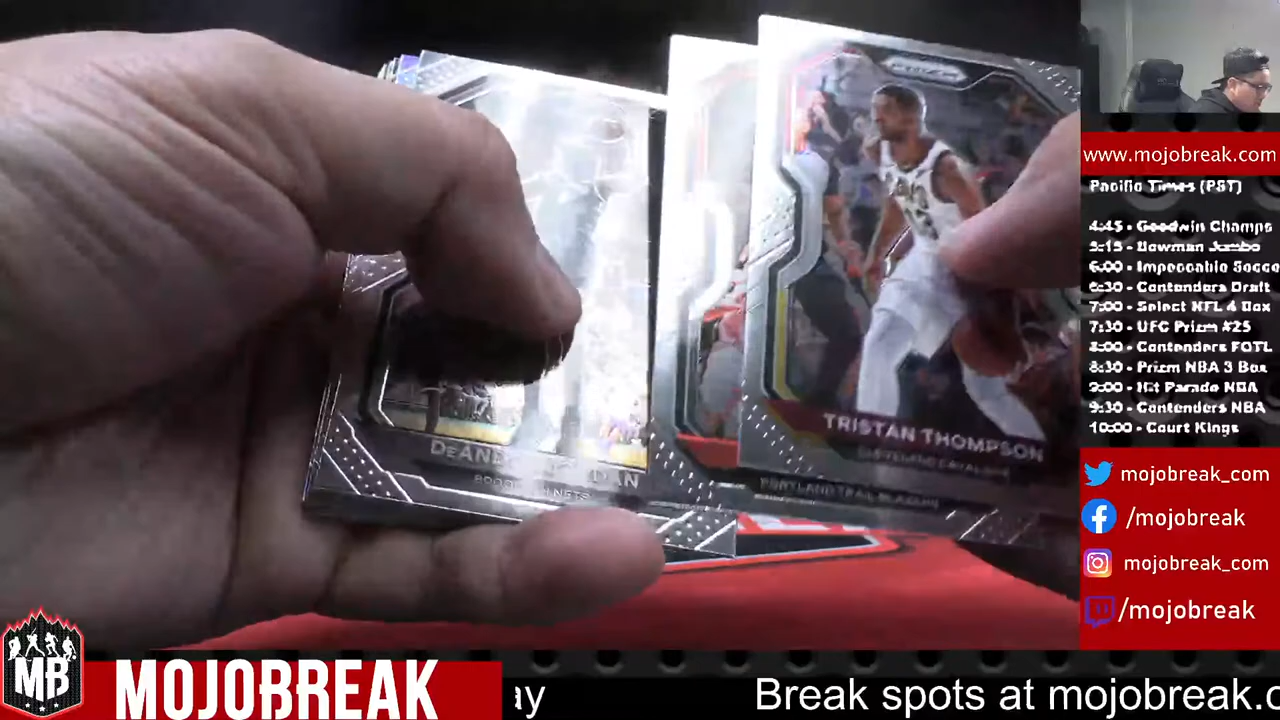 PRIZM
TRISTAN THOMPSON
CLEVELAND CAVALIERS
PORTLAND TRAIL BLAZERS
BROOKLYN NETS
www.mojobreak.com
Pacific Times (PST)
4:45 - Goodwin Champs
5:15 - Bowman Jumbo
6:00 - Impeccable Socce
6:30 - Contenders Draft
7:00 - Select NFL 4 Box
7:30 - UFC Prizm #25
8:00 - Contenders FOTL
8:30 - Prizm NBA 3 Box
9:00 - Hit Parade NBA
9:30 - Contenders NBA
10:00 - Court Kings
mojobreak_com
/mojobreak
mojobreak_com
/mojobreak
MB
MOJOBREAK
ay
Break spots at mojobreak.c